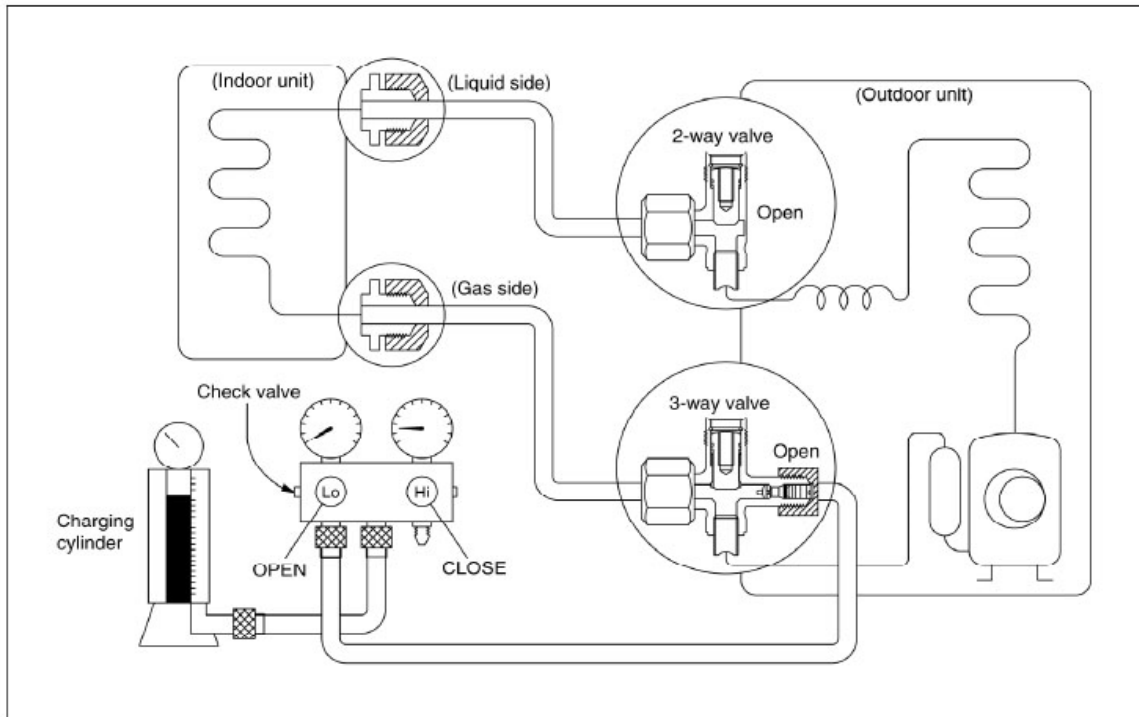 (Indoor unit)
(Liquid side)
(Outdoor unit)
2-way valve
Open
(Gas side)
Check valve
3-way valve
Open
Lo
Hi
Charging
cylinder
OPEN
CLOSE